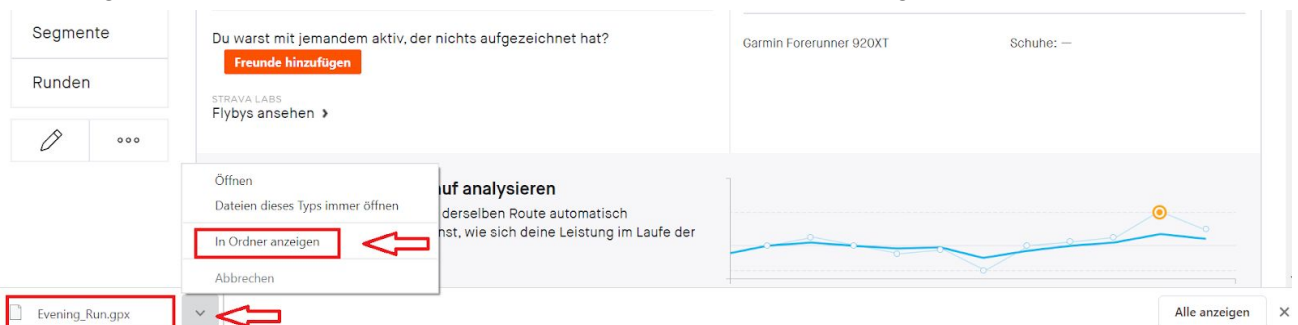 Segmente
Runden
Du warst mit jemandem aktiv, der nichts aufgezeichnet hat?
Freunde hinzufügen
STRAVA LABS
Flybys ansehen ›
Garmin Forerunner 920XT
Schuhe: —
uf analysieren
derselben Route automatisch
nst, wie sich deine Leistung im Laufe der
Öffnen
Dateien dieses Typs immer öffnen
In Ordner anzeigen
Abbrechen
Evening_Run.gpx
Alle anzeigen